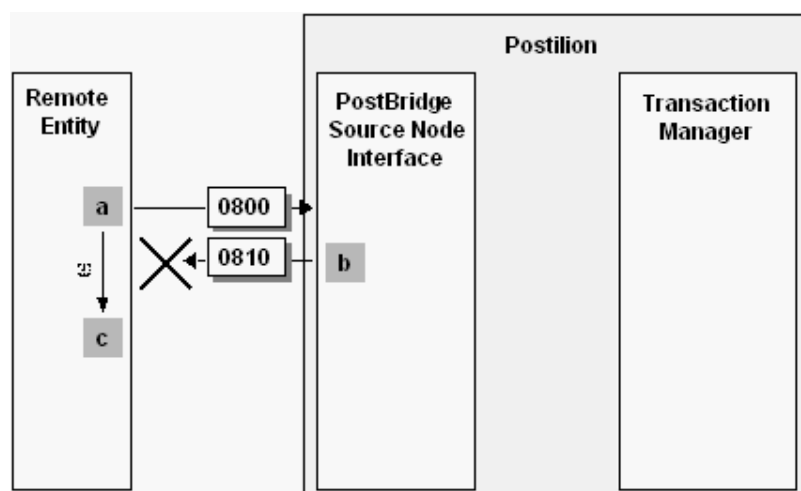 Postilion
Remote
Entity
PostBridge
Source Node
Interface
Transaction
Manager
a
0800
0810
b
c